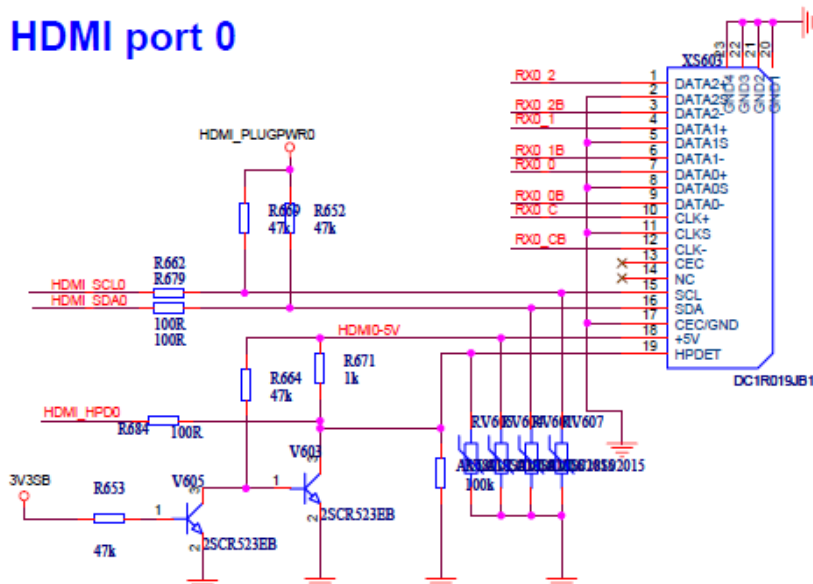 HDMI port 0
XS603
23
22
21
20
GND4
GND3
GND2
GND1
RX0_2 1 DATA2+
2 DATA2S
RX0_2B 3 DATA2-
RX0_1 4 DATA1+
5 DATA1S
RX0_1B 6 DATA1-
RX0_0 7 DATA0+
8 DATA0S
RX0_0B 9 DATA0-
RX0_C 10 CLK+
11 CLKS
RX0_CB 12 CLK-
13 CEC
14 NC
15 SCL
16 SDA
17 CEC/GND
18 +5V
19 HPDET
DC1R019JB1
HDMI_PLUGPWR0
R652
47k
47k
R662
R679
HDMI_SCL0
HDMI_SDA0
100R
100R
HDMI0-5V
R671
1k
R664
47k
HDMI_HPD0
R684
100R
V603
3
1
2
2SCR523EB
3V3SB
R653
47k
V605
3
1
2
2SCR523EB
RV607
100k